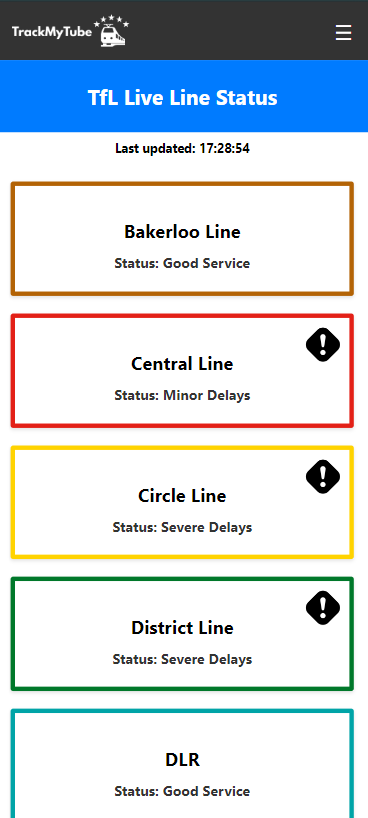 TrackMyTube
TfL Live Line Status
Last updated: 17:28:54
Bakerloo Line
Status: Good Service
Central Line
Status: Minor Delays
Circle Line
Status: Severe Delays
District Line
Status: Severe Delays
DLR
Status: Good Service